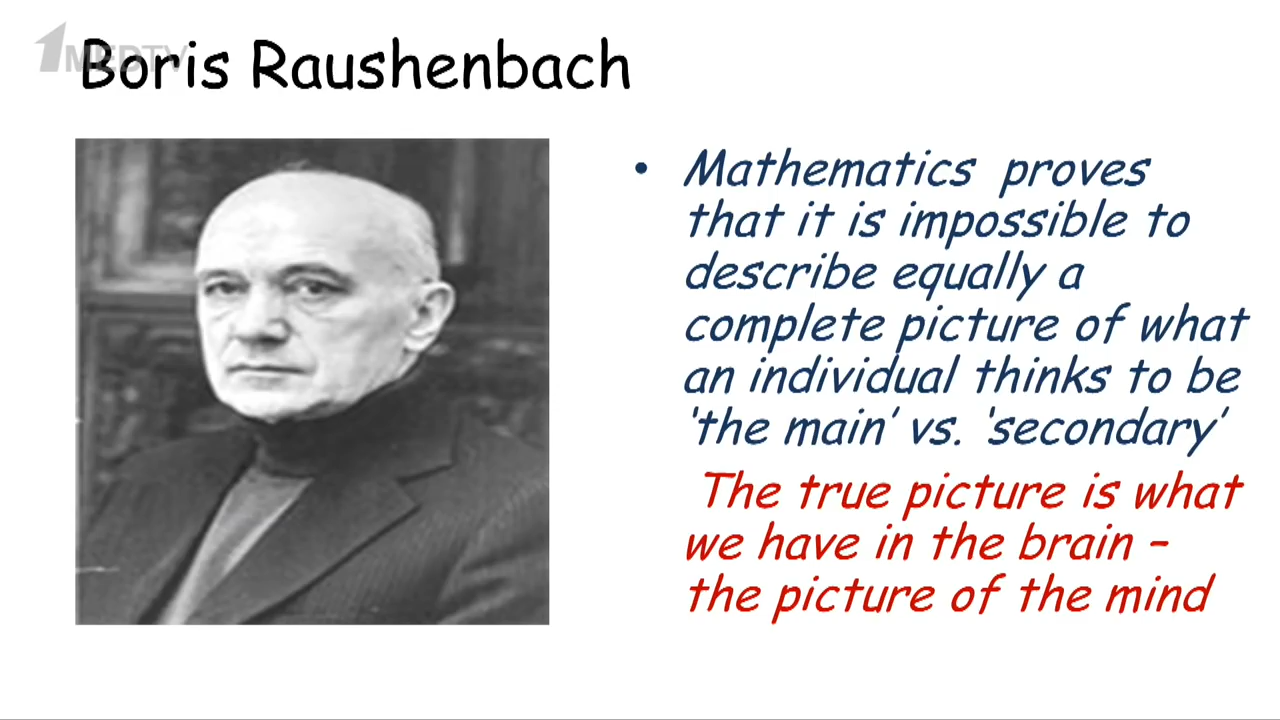 1MEDTV
Boris Raushenbach
• Mathematics proves
that it is impossible to
describe equally a
complete picture of what
an individual thinks to be
‘the main’ vs. ‘secondary’
The true picture is what
we have in the brain –
the picture of the mind